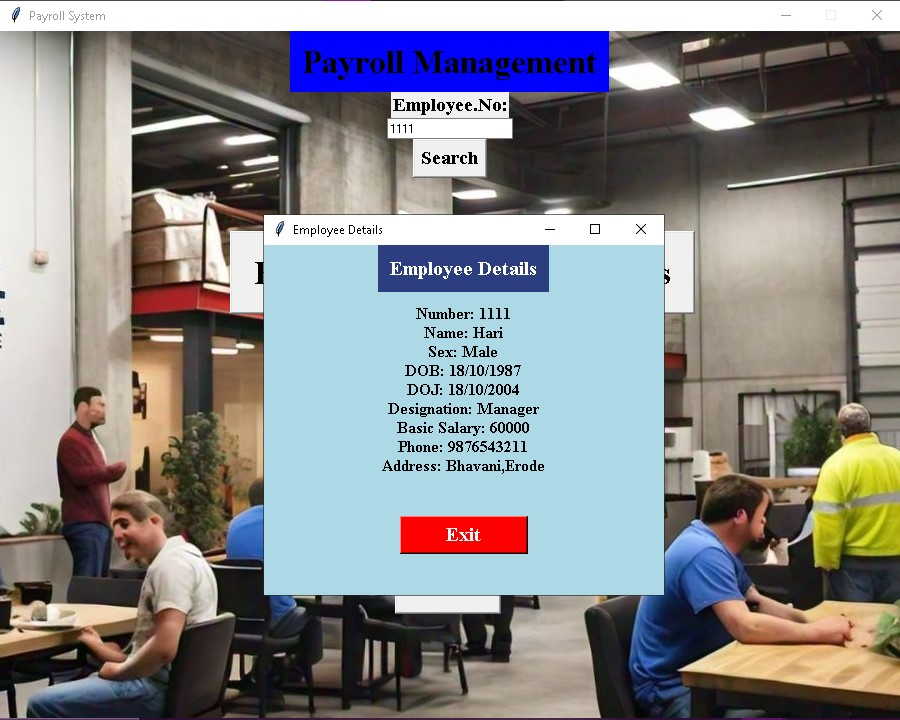 Payroll System
Payroll Management
Employee.No:
1111
Search
Employee Details
Employee Details
Number: 1111
Name: Hari
Sex: Male
DOB: 18/10/1987
DOJ: 18/10/2004
Designation: Manager
Basic Salary: 60000
Phone: 9876543211
Address: Bhavani,Erode
Exit